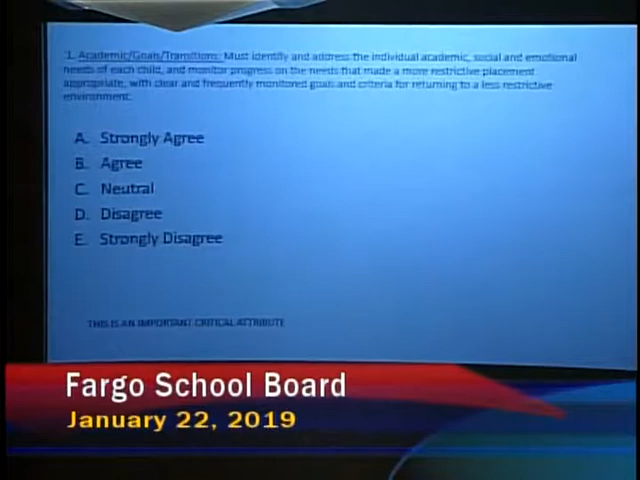 1. Academic/Goals/Transitions: Must identify and address the individual academic, social and emotional
needs of each child, and monitor progress on the needs that made a more restrictive placement
appropriate, with clear and frequently monitored goals and criteria for returning to a less restrictive
environment.
A. Strongly Agree
B. Agree
C. Neutral
D. Disagree
E. Strongly Disagree
THIS IS AN IMPORTANT CRITICAL ATTRIBUTE
Fargo School Board
January 22, 2019